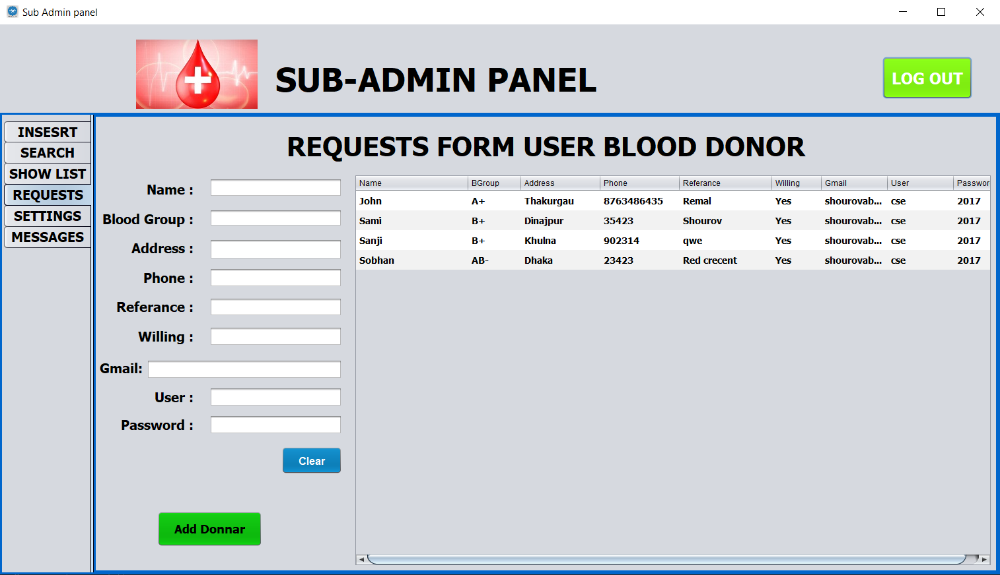 Sub Admin panel
SUB-ADMIN PANEL
LOG OUT
INSESRT
SEARCH
SHOW LIST
REQUESTS
SETTINGS
MESSAGES
REQUESTS FORM USER BLOOD DONOR
Name :
Blood Group :
Address :
Phone :
Referance :
Willing :
Gmail:
User :
Password :
Clear
Add Donnar
Name BGroup Address Phone Referance Willing Gmail User Passwor
John A+ Thakurgau 8763486435 Remal Yes shourovab... cse 2017
Sami B+ Dinajpur 35423 Shourov Yes shourovab... cse 2017
Sanji B+ Khulna 902314 qwe Yes shourovab... cse 2017
Sobhan AB- Dhaka 23423 Red crecent Yes shourovab... cse 2017